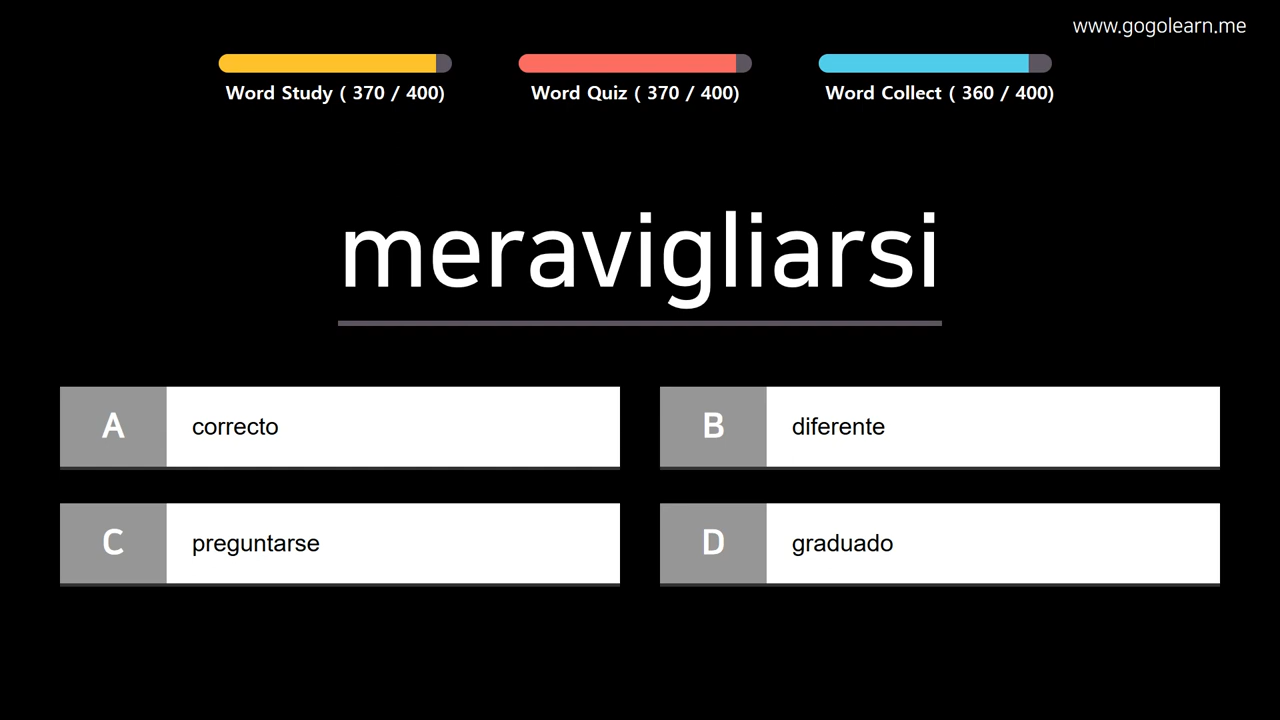 www.gogolearn.me
Word Study ( 370 / 400)
Word Quiz ( 370 / 400)
Word Collect ( 360 / 400)
meravigliarsi
A correcto
B diferente
C preguntarse
D graduado